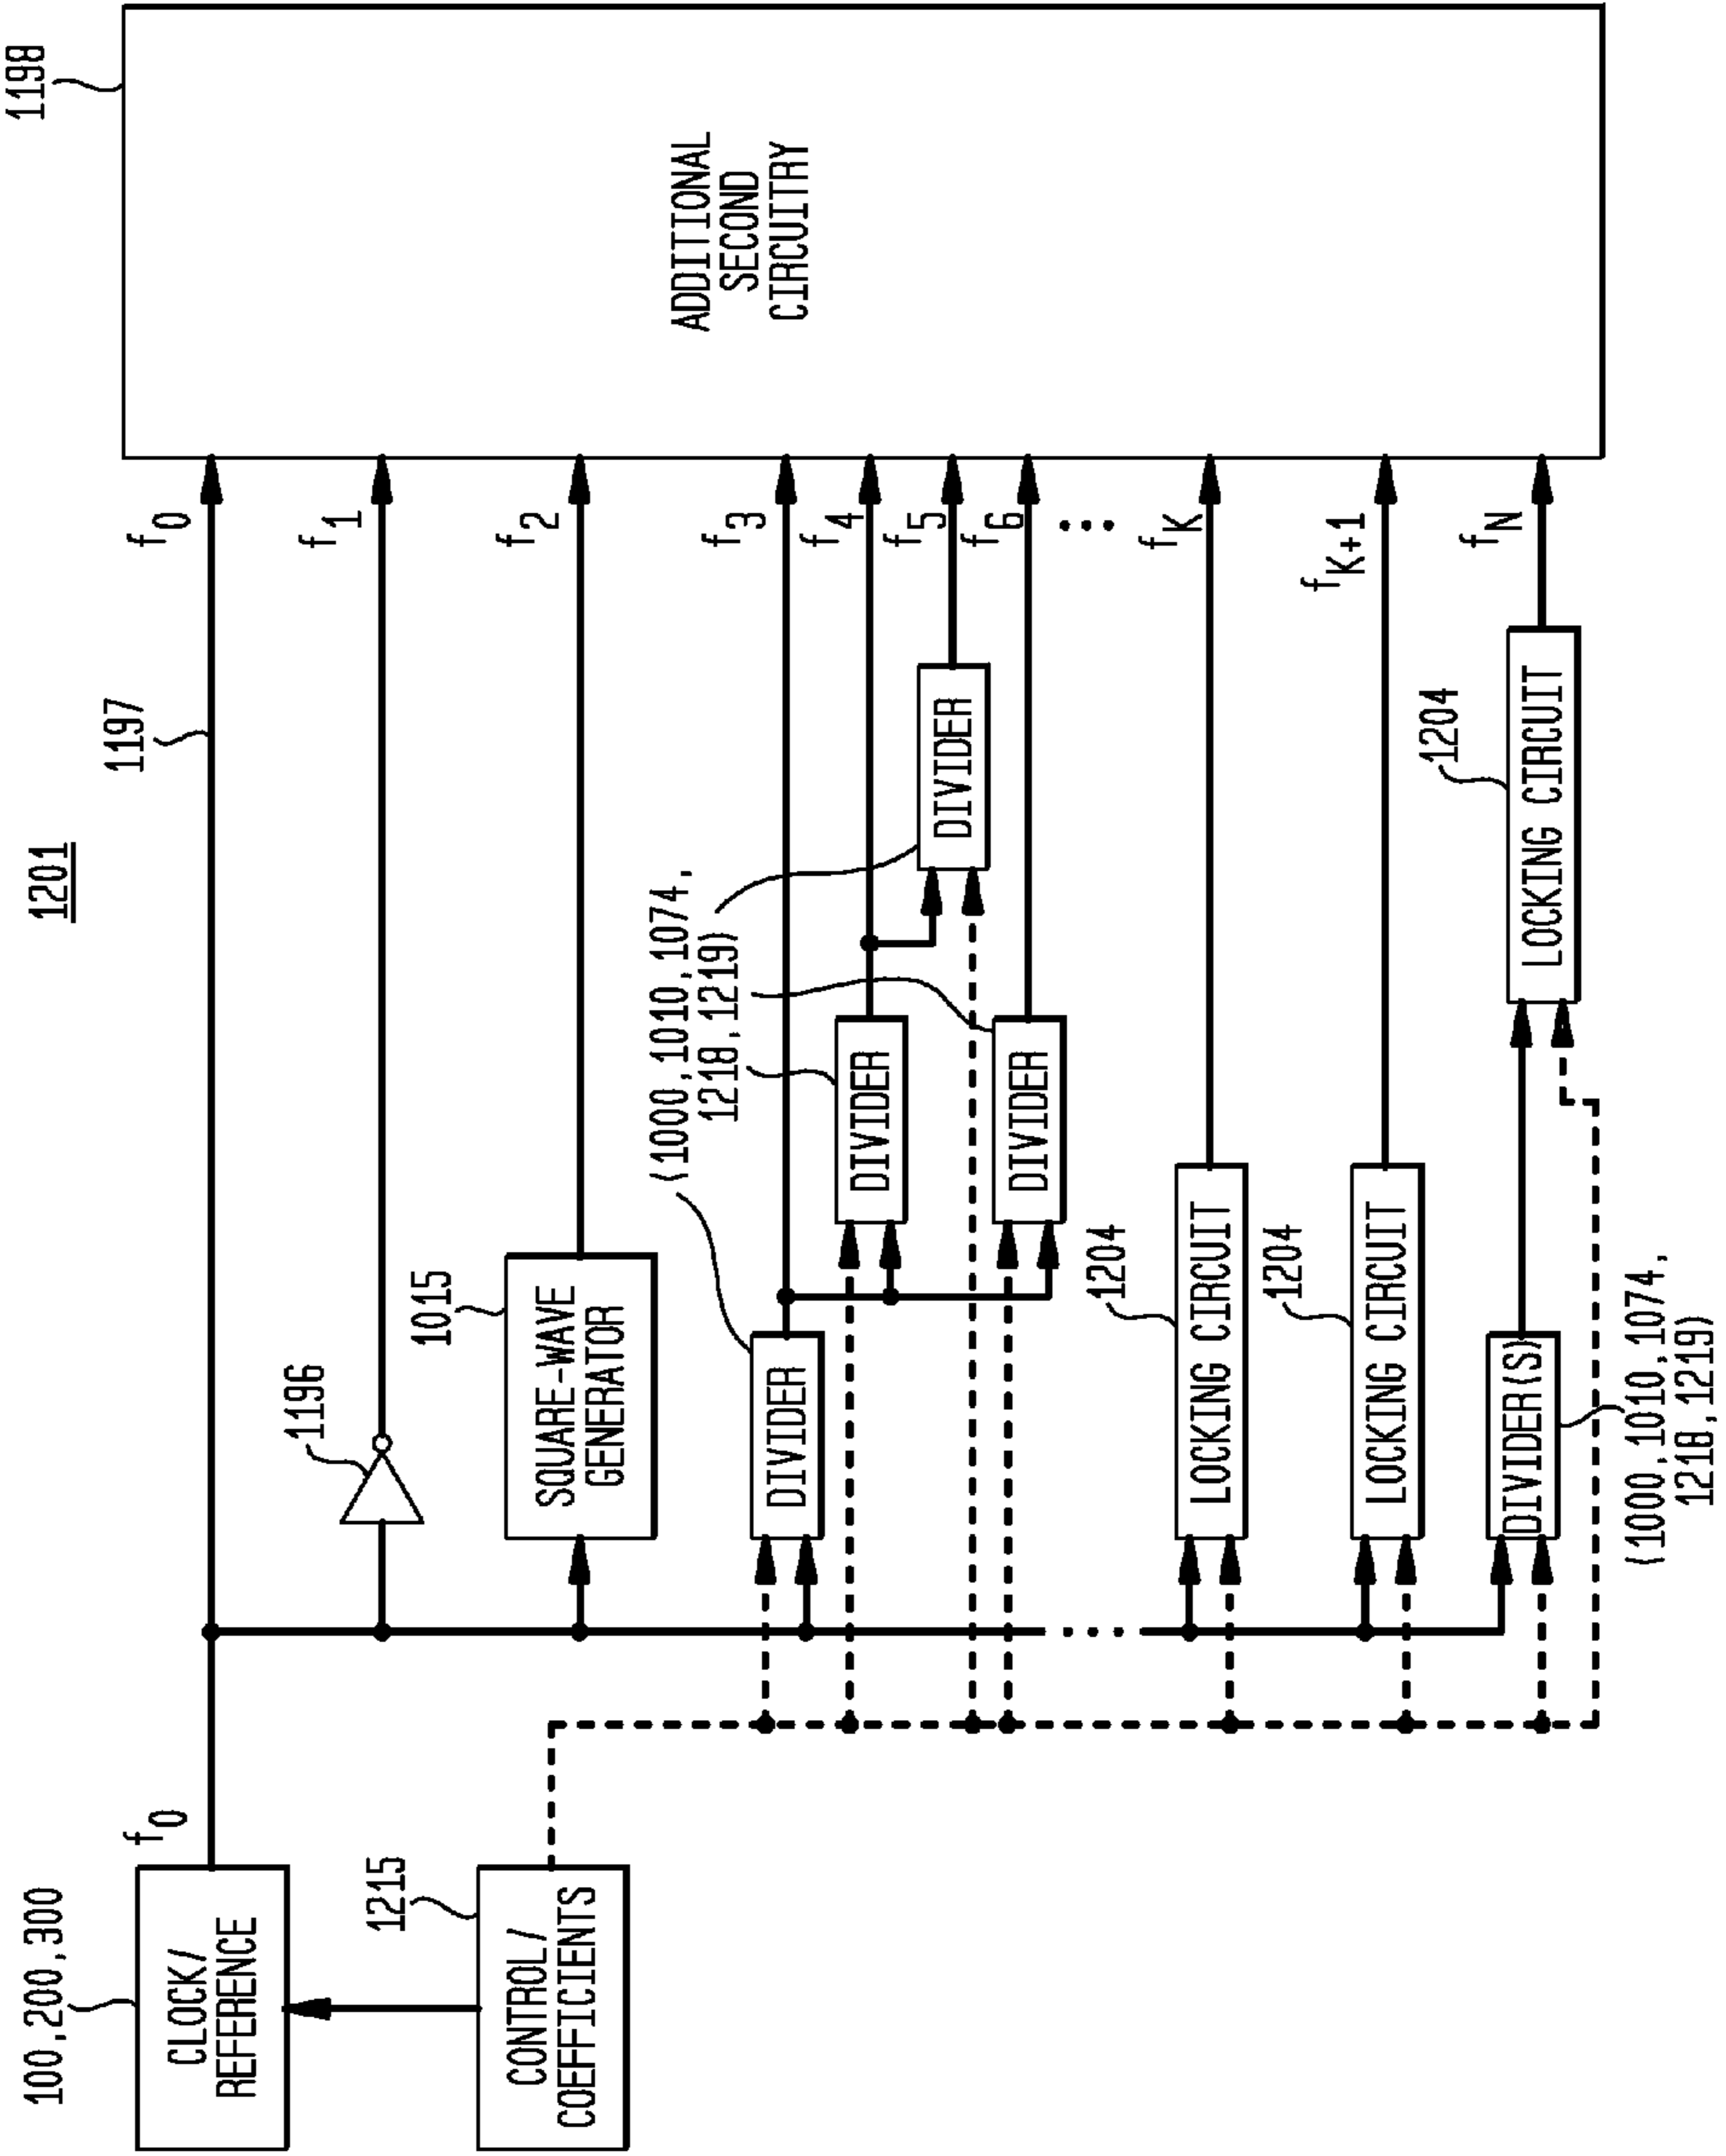 1201
100,200,300
CLOCK/
REFERENCE
1215
CONTROL/
COEFFICIENTS
f0
1197
f0
1196
f1
1015
SQUARE-WAVE
GENERATOR
f2
DIVIDER
(1000,1010,1074,
1218,1219)
f3
DIVIDER
f4
DIVIDER
f5
DIVIDER
f6
1204
LOCKING CIRCUIT
fK
1204
LOCKING CIRCUIT
fK+1
DIVIDER(S)
(1000,1010,1074,
1218,1219)
1204
LOCKING CIRCUIT
fN
1198
ADDITIONAL
SECOND
CIRCUITRY